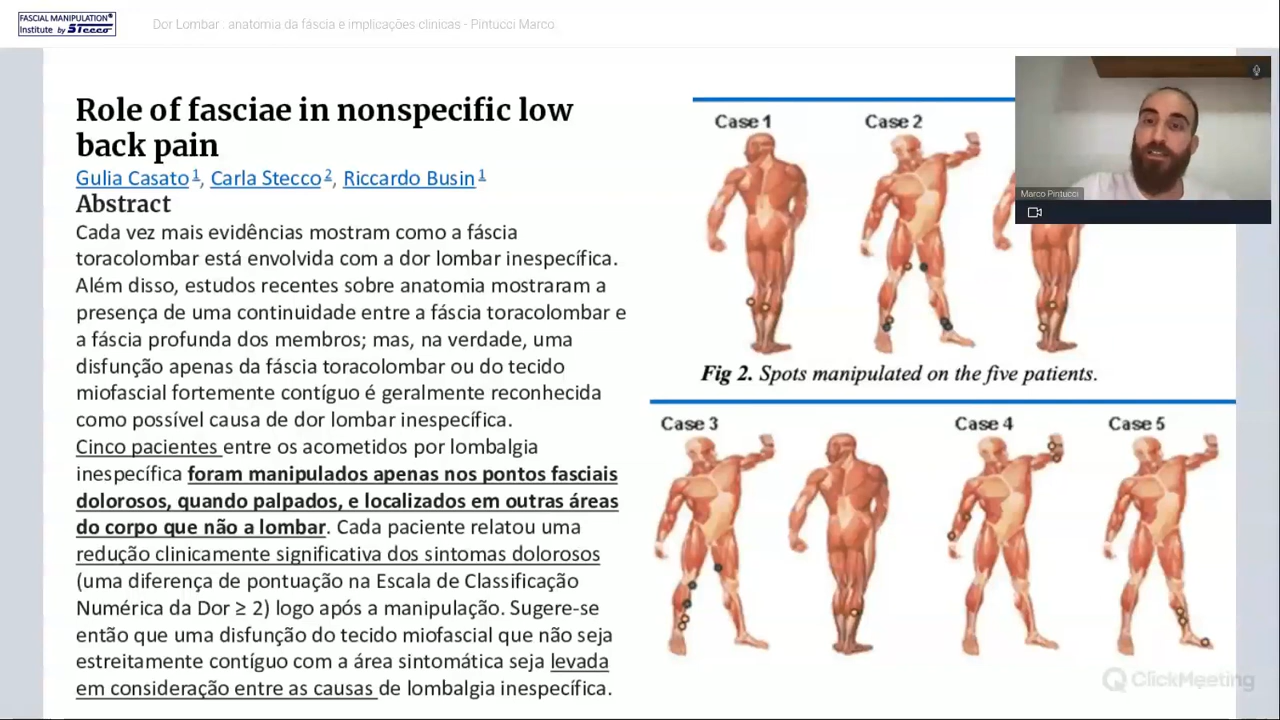 FASCIAL MANIPULATION®
Institute by Stecco
Dor Lombar : anatomia da fáscia e implicações clinicas - Pintucci Marco
Role of fasciae in nonspecific low
back pain
Gulia Casato 1, Carla Stecco 2, Riccardo Busin 1
Abstract
Cada vez mais evidências mostram como a fáscia
toracolombar está envolvida com a dor lombar inespecífica.
Além disso, estudos recentes sobre anatomia mostraram a
presença de uma continuidade entre a fáscia toracolombar e
a fáscia profunda dos membros; mas, na verdade, uma
disfunção apenas da fáscia toracolombar ou do tecido
miofascial fortemente contíguo é geralmente reconhecida
como possível causa de dor lombar inespecífica.
Cinco pacientes entre os acometidos por lombalgia
inespecífica foram manipulados apenas nos pontos fasciais
dolorosos, quando palpados, e localizados em outras áreas
do corpo que não a lombar. Cada paciente relatou uma
redução clinicamente significativa dos sintomas dolorosos
(uma diferença de pontuação na Escala de Classificação
Numérica da Dor ≥ 2) logo após a manipulação. Sugere-se
então que uma disfunção do tecido miofascial que não seja
estreitamente contíguo com a área sintomática seja levada
em consideração entre as causas de lombalgia inespecífica.
Case 1
Case 2
Fig 2. Spots manipulated on the five patients.
Case 3
Case 4
Case 5
Marco Pintucci
ClickMeeting